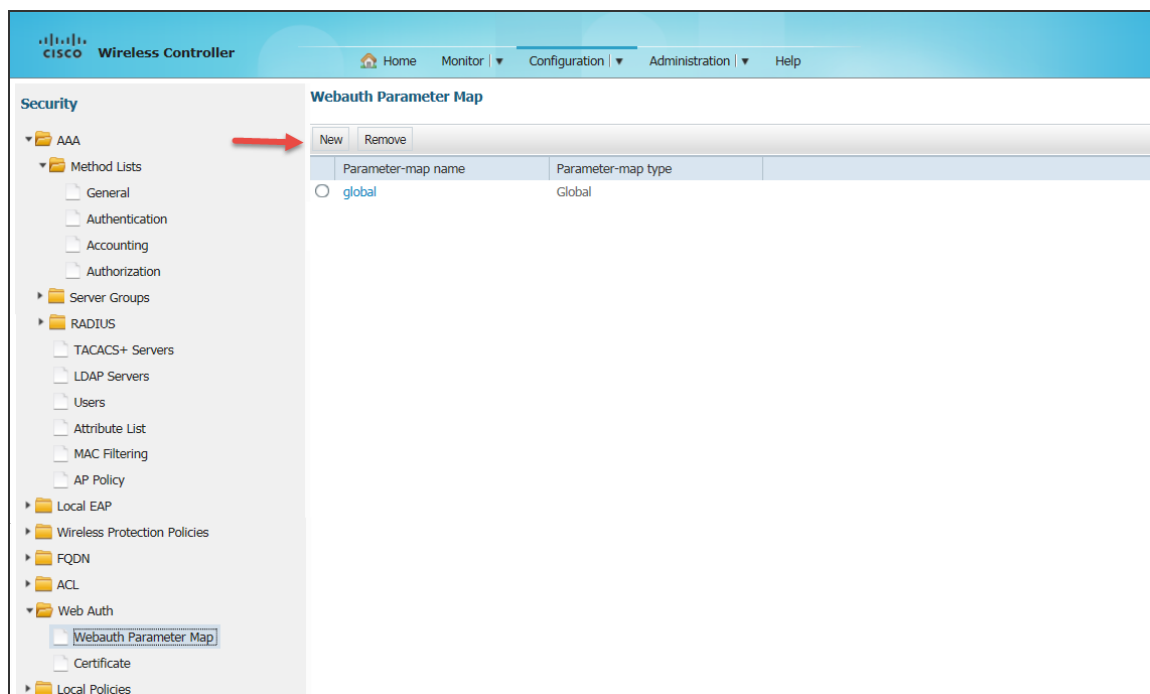 CISCO Wireless Controller
Home Monitor Configuration Administration Help
Security
AAA
Method Lists
General
Authentication
Accounting
Authorization
Server Groups
RADIUS
TACACS+ Servers
LDAP Servers
Users
Attribute List
MAC Filtering
AP Policy
Local EAP
Wireless Protection Policies
FQDN
ACL
Web Auth
Webauth Parameter Map
Certificate
Local Policies
Webauth Parameter Map
New Remove
Parameter-map name Parameter-map type
global Global